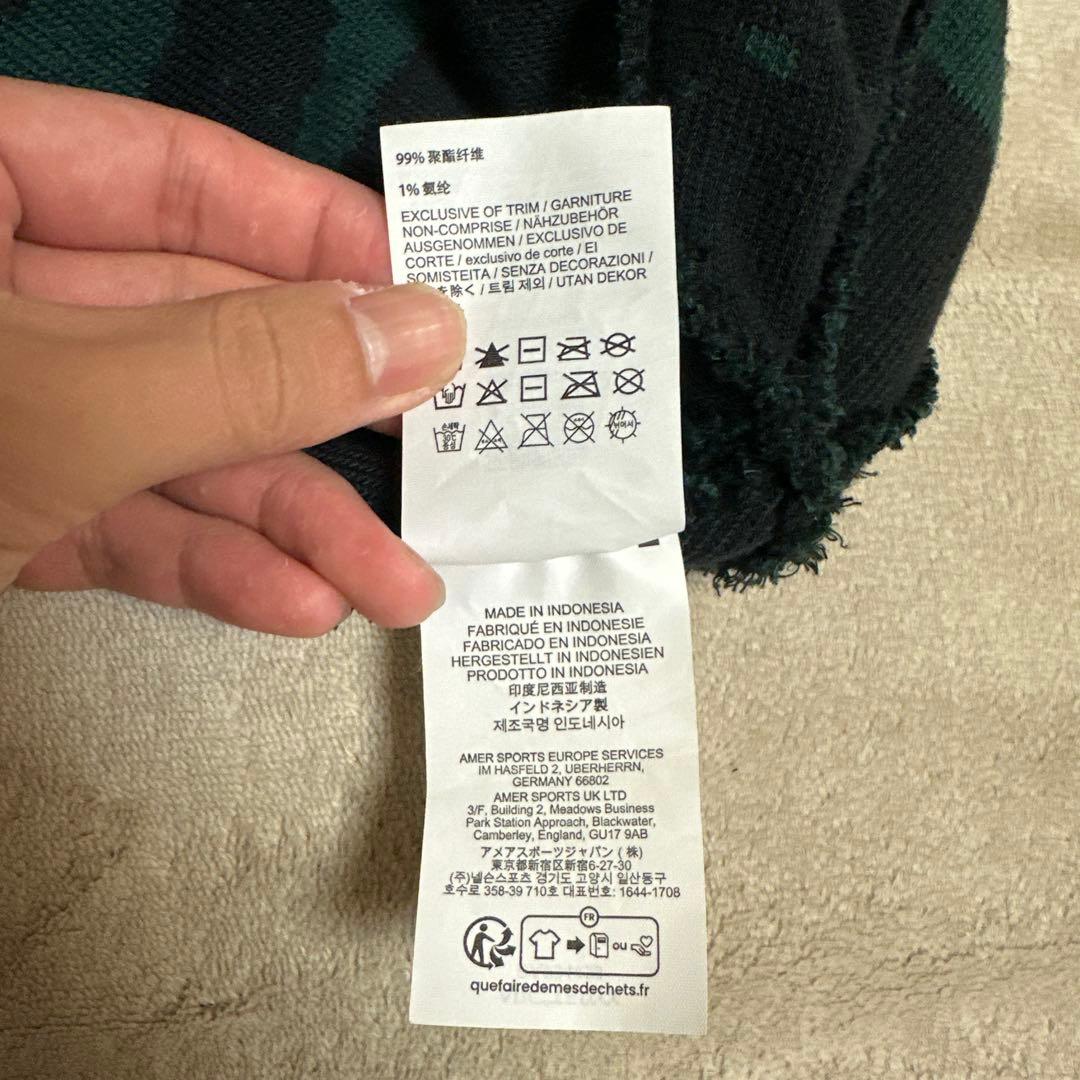 99% 聚酯纤维
1% 氨纶
EXCLUSIVE OF TRIM / GARNITURE
NON-COMPRISE / NÄHZUBEHÖR
AUSGENOMMEN / EXCLUSIVO DE
CORTE / exclusivo de corte / EI
SOMISTEITA / SENZA DECORAZIONI /
を除く / 트림 제외 / UTAN DEKOR
손세탁
30℃
중성
MADE IN INDONESIA
FABRIQUÉ EN INDONESIE
FABRICADO EN INDONESIA
HERGESTELLT IN INDONESIEN
PRODOTTO IN INDONESIA
印度尼西亚制造
インドネシア製
제조국명 인도네시아
AMER SPORTS EUROPE SERVICES
IM HASFELD 2, UBERHERRN,
GERMANY 66802
AMER SPORTS UK LTD
3/F, Building 2, Meadows Business
Park Station Approach, Blackwater,
Camberley, England, GU17 9AB
アメアスポーツジャパン (株)
東京都新宿区新宿6-27-30
(주)넬슨스포츠 경기도 고양시 일산동구
호수로 358-39 710호 대표번호: 1644-1708
FR
ou
quefairedemesdechets.fr